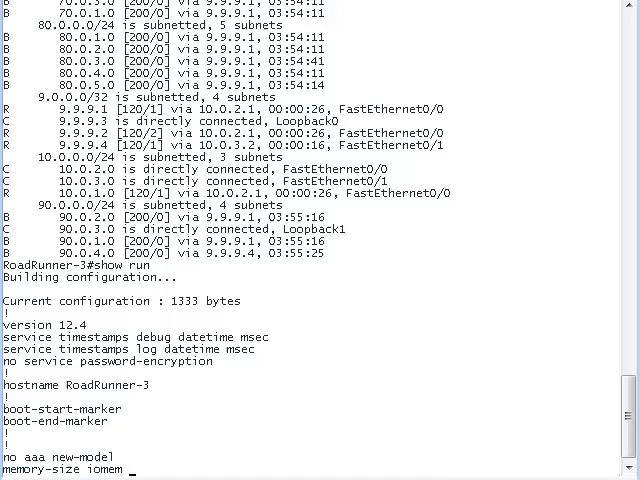 B       70.0.3.0 [200/0] via 9.9.9.1, 03:54:11
B       70.0.1.0 [200/0] via 9.9.9.1, 03:54:11
     80.0.0.0/24 is subnetted, 5 subnets
B       80.0.1.0 [200/0] via 9.9.9.1, 03:54:11
B       80.0.2.0 [200/0] via 9.9.9.1, 03:54:11
B       80.0.3.0 [200/0] via 9.9.9.1, 03:54:41
B       80.0.4.0 [200/0] via 9.9.9.1, 03:54:11
B       80.0.5.0 [200/0] via 9.9.9.1, 03:54:14
     9.0.0.0/32 is subnetted, 4 subnets
R       9.9.9.1 [120/1] via 10.0.2.1, 00:00:26, FastEthernet0/0
C       9.9.9.3 is directly connected, Loopback0
R       9.9.9.2 [120/2] via 10.0.2.1, 00:00:26, FastEthernet0/0
R       9.9.9.4 [120/1] via 10.0.3.2, 00:00:16, FastEthernet0/1
     10.0.0.0/24 is subnetted, 3 subnets
C       10.0.2.0 is directly connected, FastEthernet0/0
C       10.0.3.0 is directly connected, FastEthernet0/1
R       10.0.1.0 [120/1] via 10.0.2.1, 00:00:26, FastEthernet0/0
     90.0.0.0/24 is subnetted, 4 subnets
B       90.0.2.0 [200/0] via 9.9.9.1, 03:55:16
C       90.0.3.0 is directly connected, Loopback1
B       90.0.1.0 [200/0] via 9.9.9.1, 03:55:16
B       90.0.4.0 [200/0] via 9.9.9.4, 03:55:25
RoadRunner-3#show run
Building configuration...
Current configuration : 1333 bytes
!
version 12.4
service timestamps debug datetime msec
service timestamps log datetime msec
no service password-encryption
!
hostname RoadRunner-3
!
boot-start-marker
boot-end-marker
!
!
no aaa new-model
memory-size iomem _